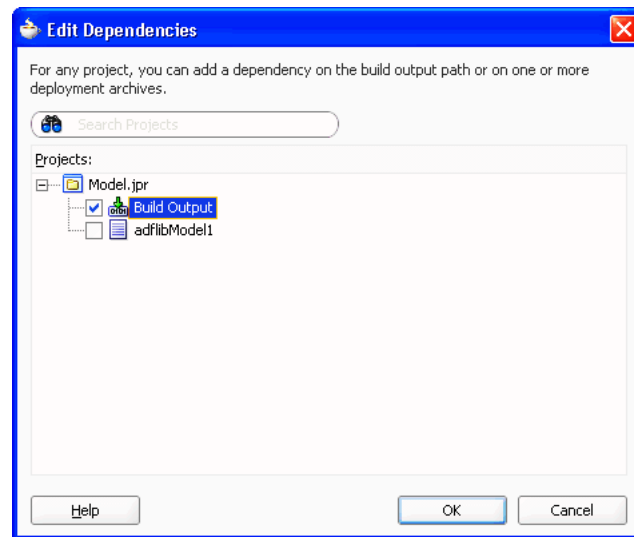 Edit Dependencies
For any project, you can add a dependency on the build output path or on one or more
deployment archives.
Search Projects
Projects:
Model.jpr
Build Output
adflibModel1
Help
OK
Cancel